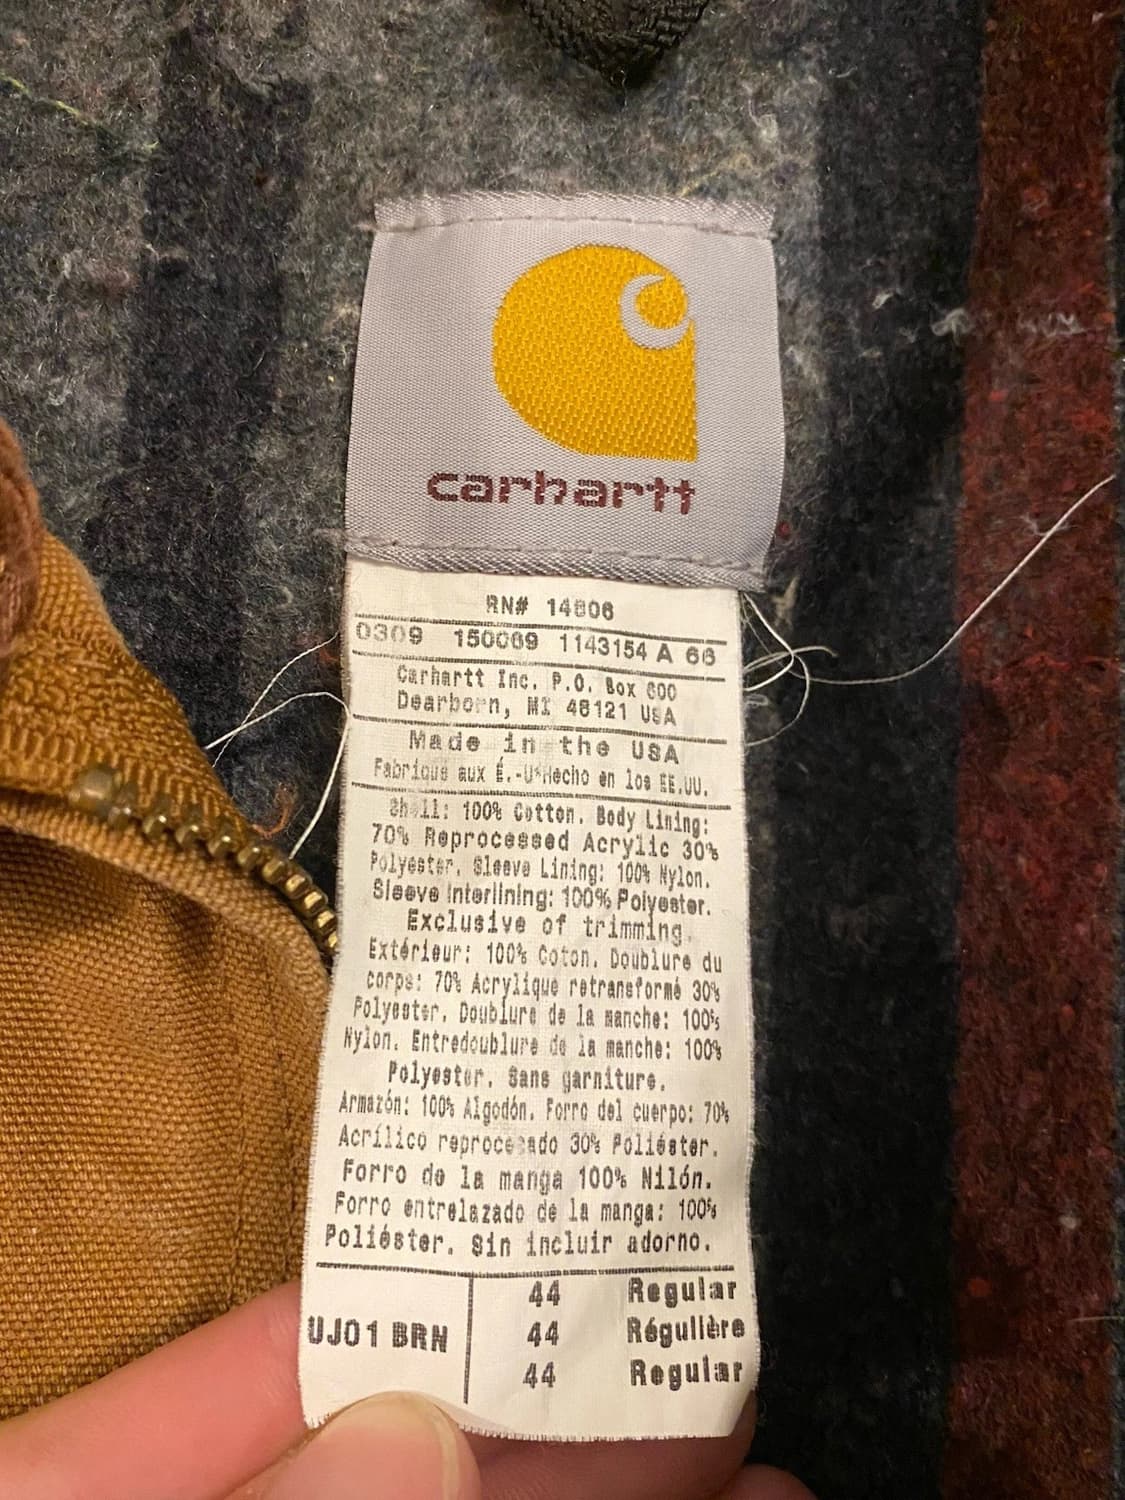 carhartt
RN# 14806
0309 150069 1143154 A 66
Carhartt Inc. P.O. Box 600
Dearborn, MI 48121 USA
Made in the USA
Fabrique aux É.-U*Hecho en los EE.UU.
Shell: 100% Cotton. Body Lining:
70% Reprocessed Acrylic 30%
Polyester. Sleeve Lining: 100% Nylon.
Sleeve Interlining: 100% Polyester.
Exclusive of trimming.
Extérieur: 100% Coton. Doublure du
corps: 70% Acrylique retransformé 30%
Polyester. Doublure de la manche: 100%
Nylon. Entredoublure de la manche: 100%
Polyester. Sans garniture.
Armazón: 100% Algodón. Forro del cuerpo: 70%
Acrílico reprocesado 30% Poliéster.
Forro de la manga 100% Nilón.
Forro entrelazado de la manga: 100%
Poliéster. Sin incluir adorno.
UJ01 BRN
44 Regular
44 Régulière
44 Regular